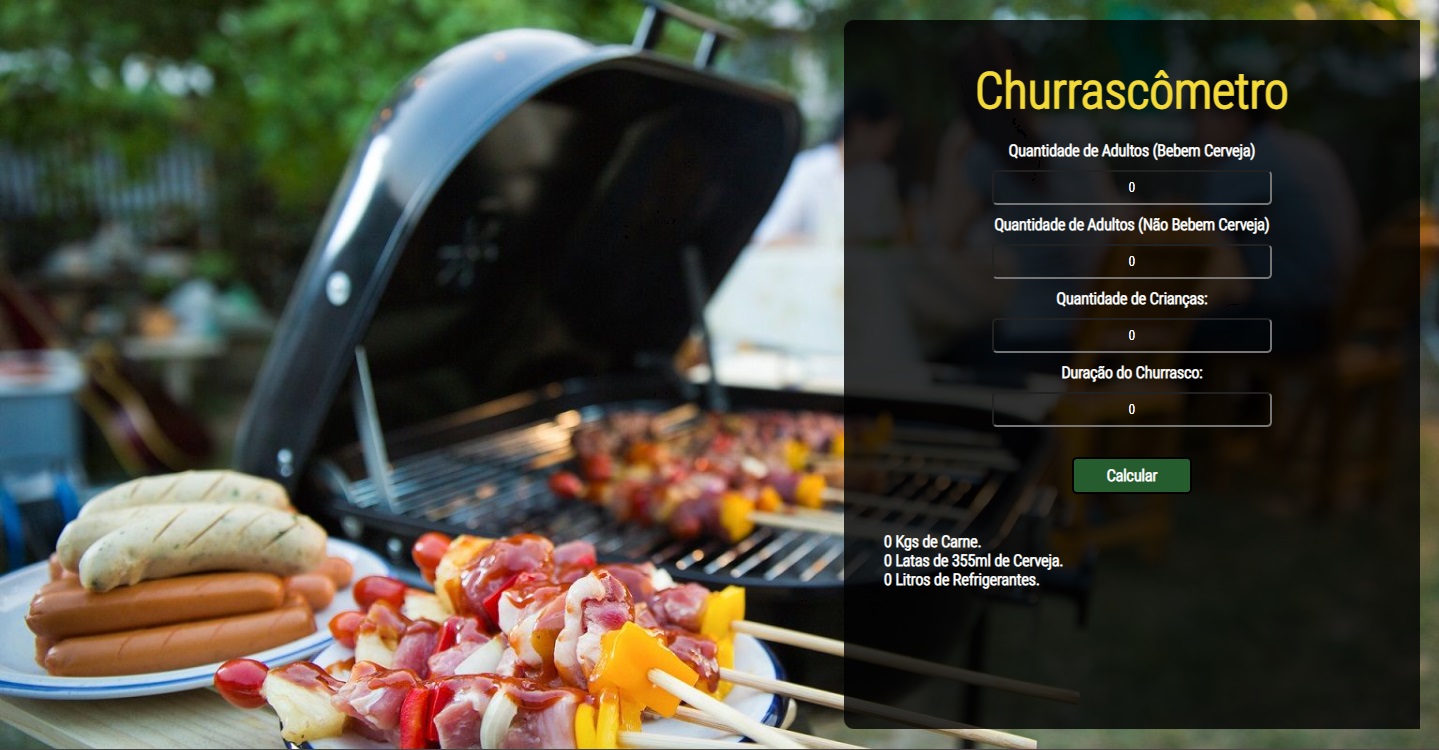 Churrascômetro
Quantidade de Adultos (Bebem Cerveja)
0
Quantidade de Adultos (Não Bebem Cerveja)
0
Quantidade de Crianças:
0
Duração do Churrasco:
0
Calcular
0 Kgs de Carne.
0 Latas de 355ml de Cerveja.
0 Litros de Refrigerantes.